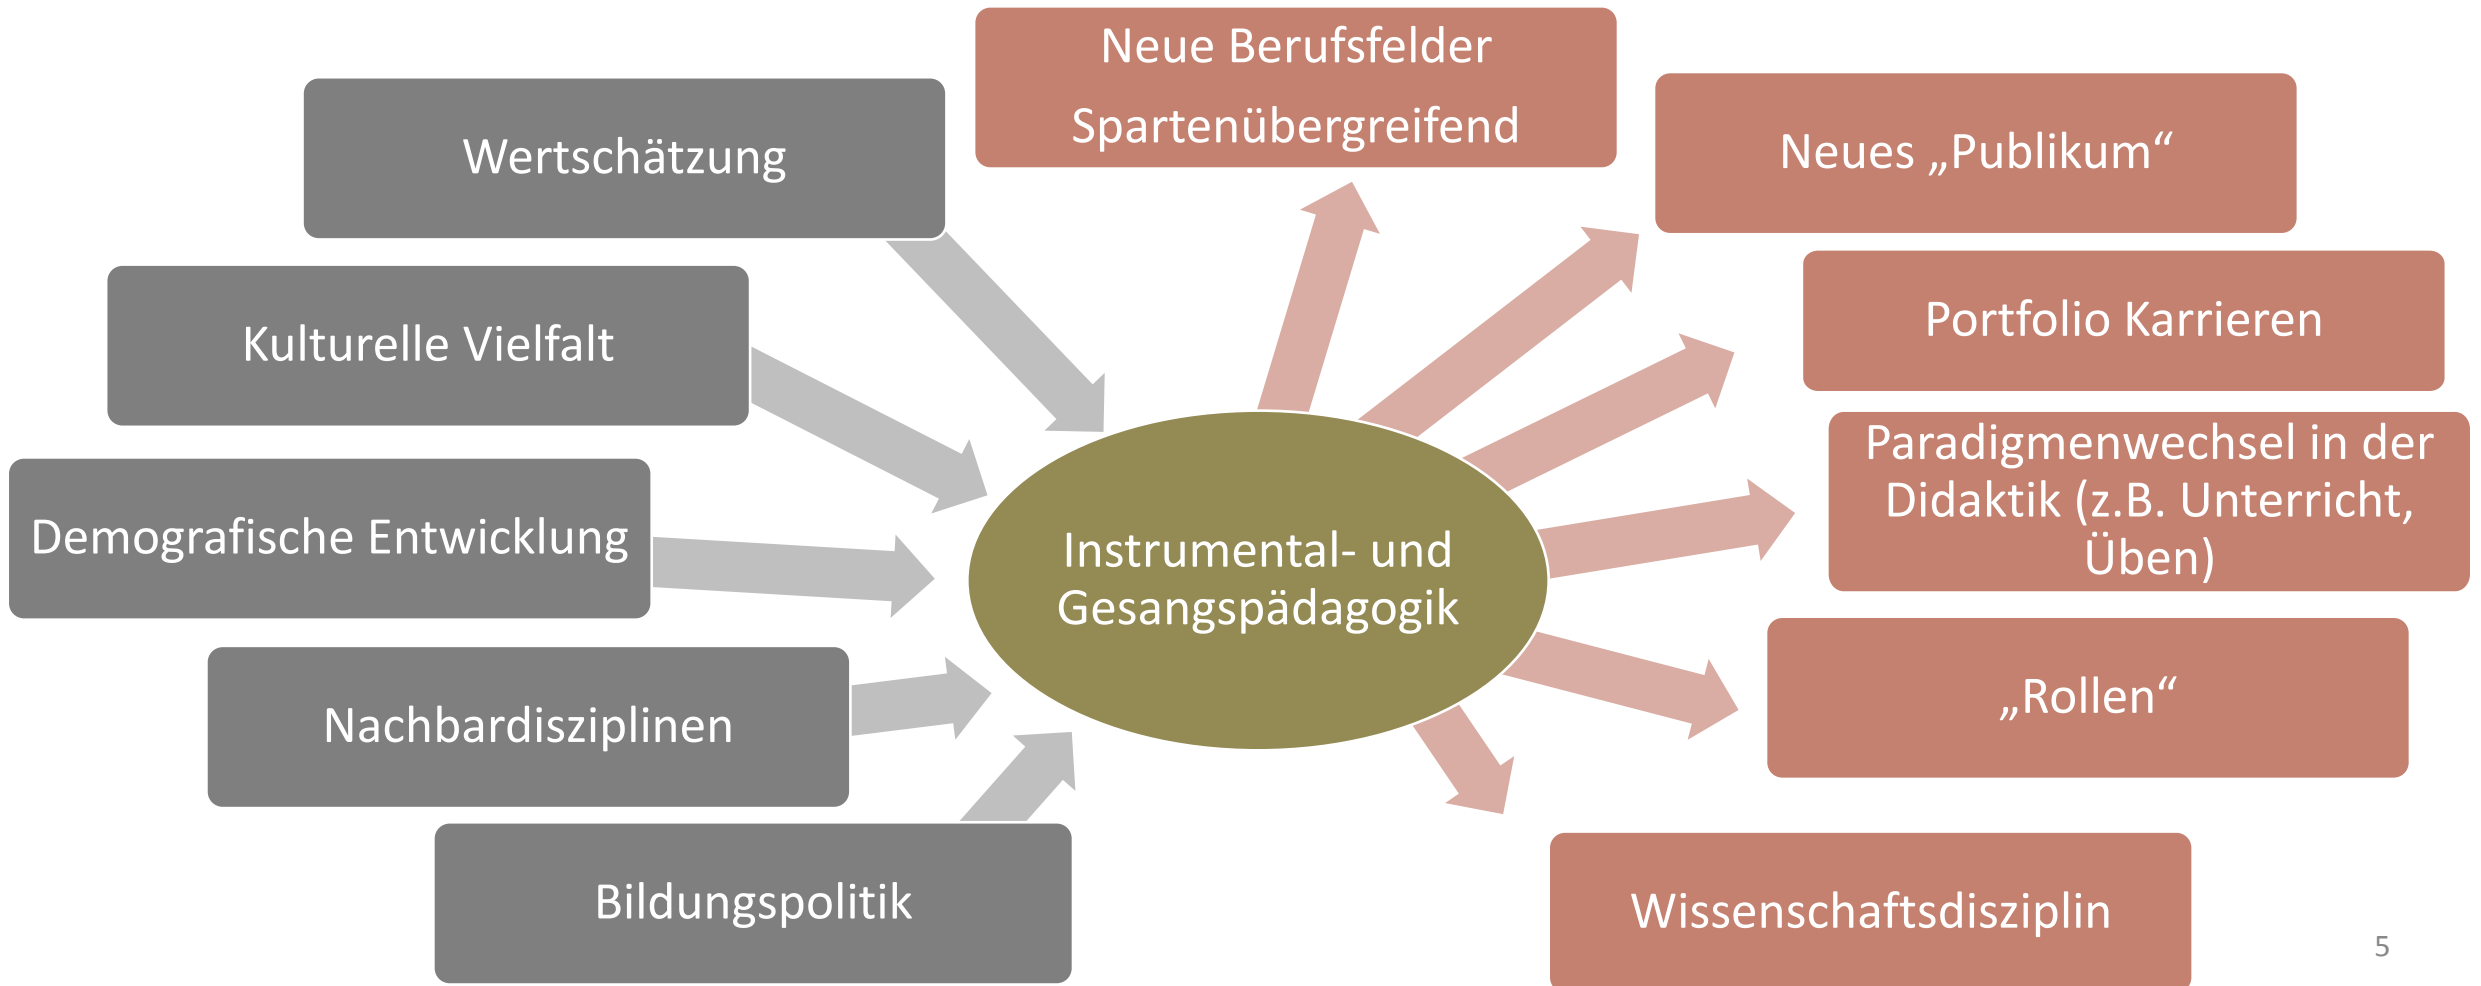 Wertschätzung
Kulturelle Vielfalt
Demografische Entwicklung
Nachbardisziplinen
Bildungspolitik
Instrumental- und
Gesangspädagogik
Neue Berufsfelder
Spartenübergreifend
Neues „Publikum“
Portfolio Karrieren
Paradigmenwechsel in der
Didaktik (z.B. Unterricht,
Üben)
„Rollen“
Wissenschaftsdisziplin
5